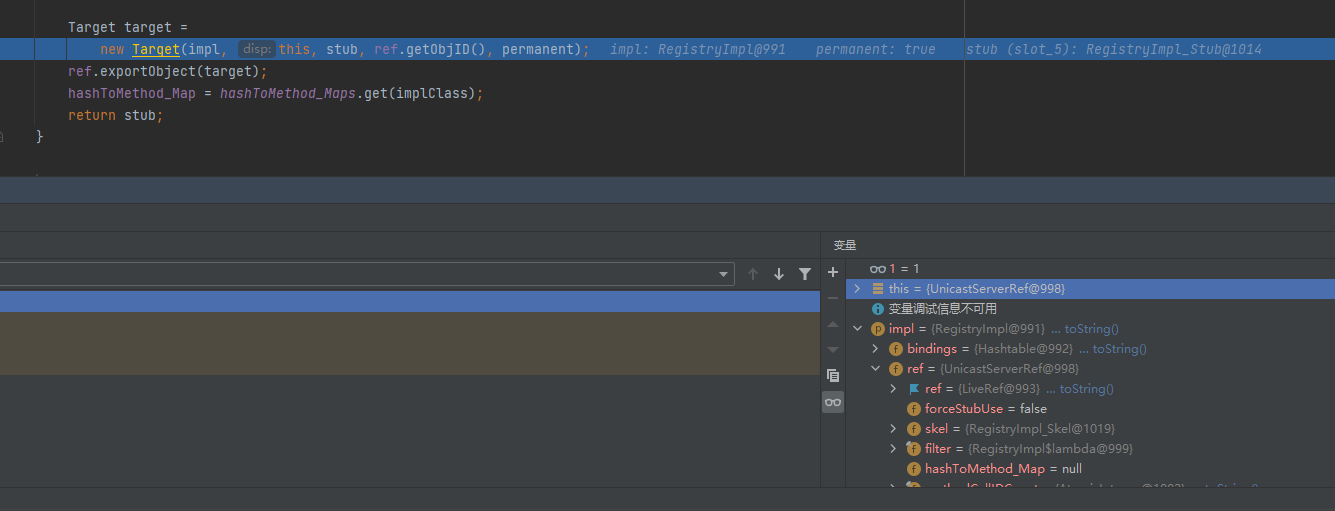 Target target =
new Target(impl, disp: this, stub, ref.getObjID(), permanent); impl: RegistryImpl@991 permanent: true stub (slot_5): RegistryImpl_Stub@1014
ref.exportObject(target);
hashToMethod_Map = hashToMethod_Maps.get(implClass);
return stub;
}
变量
1 = 1
this = {UnicastServerRef@998}
变量调试信息不可用
impl = {RegistryImpl@991} ... toString()
bindings = {Hashtable@992} ... toString()
ref = {UnicastServerRef@998}
ref = {LiveRef@993} ... toString()
forceStubUse = false
skel = {RegistryImpl_Skel@1019}
filter = {RegistryImpl$lambda@999}
hashToMethod_Map = null